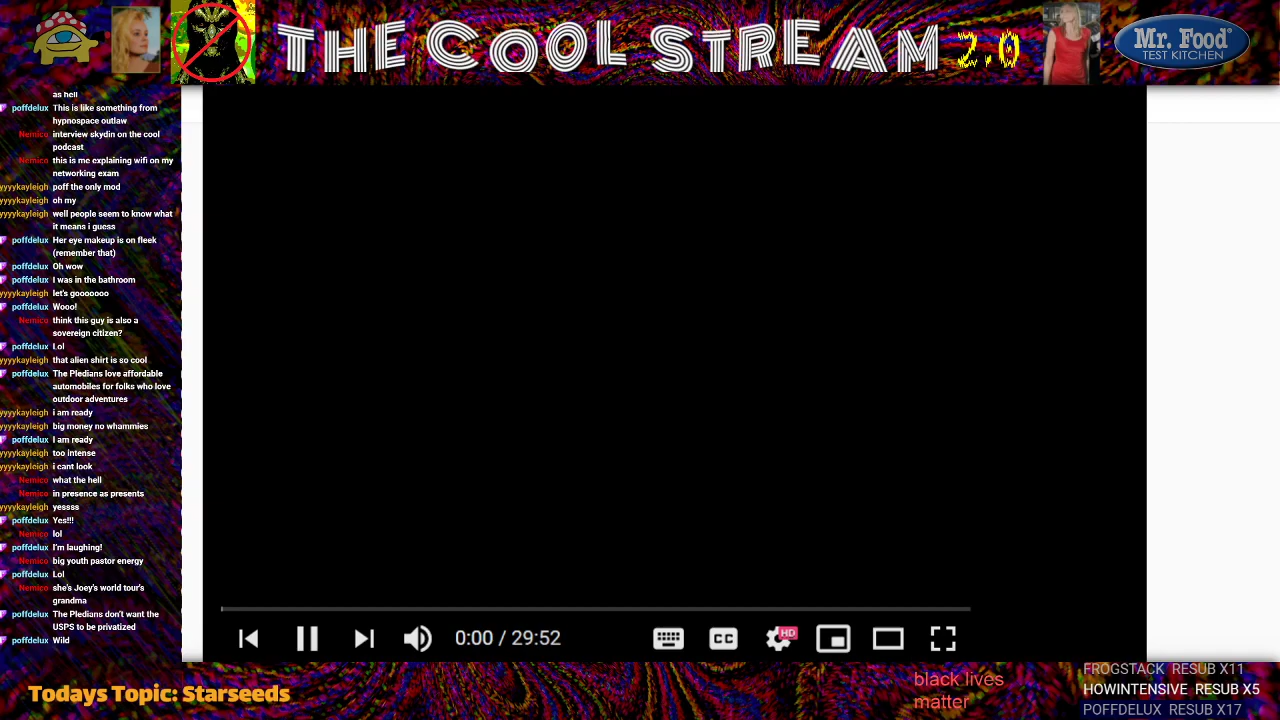 THE COOL STREAM 2.0
Mr. Food®
TEST KITCHEN
as hell
poffdelux This is like something from
hypnospace outlaw
Nemico interview skydin on the cool
podcast
Nemico this is me explaining wifi on my
networking exam
yyyykayleigh poff the only mod
yyyykayleigh oh my
yyyykayleigh well people seem to know what
it means i guess
poffdelux Her eye makeup is on fleek
(remember that)
poffdelux Oh wow
poffdelux I was in the bathroom
yyyykayleigh let's gooooooo
poffdelux Wooo!
Nemico think this guy is also a
sovereign citizen?
poffdelux Lol
yyyykayleigh that alien shirt is so cool
poffdelux The Pledians love affordable
automobiles for folks who love
outdoor adventures
yyyykayleigh i am ready
yyyykayleigh big money no whammies
poffdelux I am ready
yyyykayleigh too intense
yyyykayleigh i cant look
Nemico what the hell
Nemico in presence as presents
yyyykayleigh yessss
poffdelux Yes!!!
Nemico lol
poffdelux I'm laughing!
Nemico big youth pastor energy
poffdelux Lol
Nemico she's Joey's world tour's
grandma
poffdelux The Pledians don't want the
USPS to be privatized
poffdelux Wild
0:00 / 29:52
CC
HD
Todays Topic: Starseeds
black lives
matter
FROGSTACK RESUB X11
HOWINTENSIVE RESUB X5
POFFDELUX RESUB X17